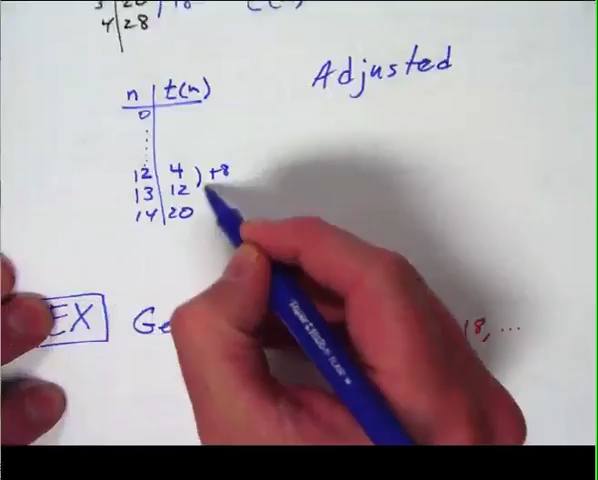 4 | 28
Adjusted
n | t(n)
0
12 | 4 ) +8
13 | 12
14 | 20
EX Ge 18, ...